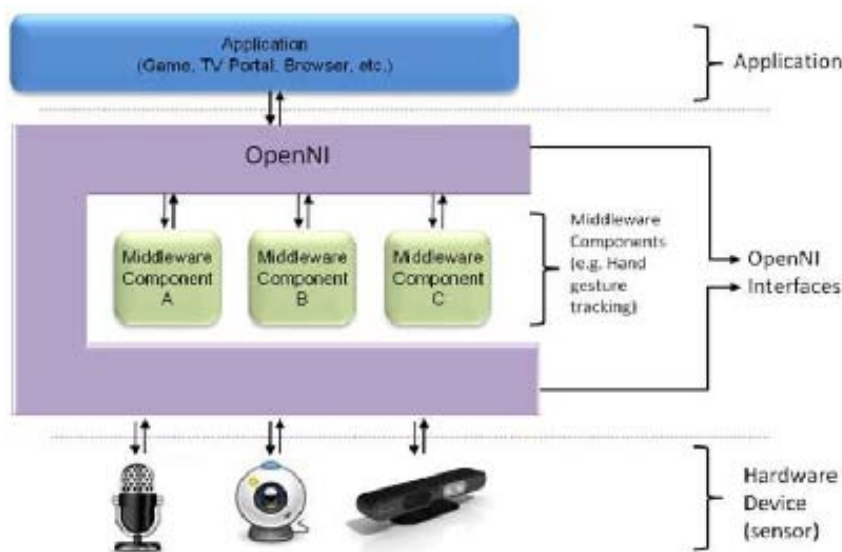 Application
(Game, TV Portal, Browser, etc.)
Application
OpenNI
Middleware
Component
A
Middleware
Component
B
Middleware
Component
C
Middleware
Components
(e.g. Hand
gesture
tracking)
OpenNI
Interfaces
Hardware
Device
(sensor)